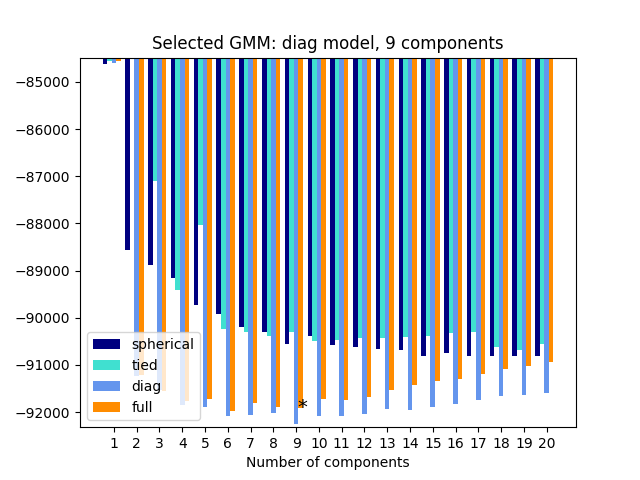 Selected GMM: diag model, 9 components
−85000
−86000
−87000
−88000
−89000
−90000
−91000
−92000
spherical
tied
diag
full
*
1 2 3 4 5 6 7 8 9 10 11 12 13 14 15 16 17 18 19 20
Number of components